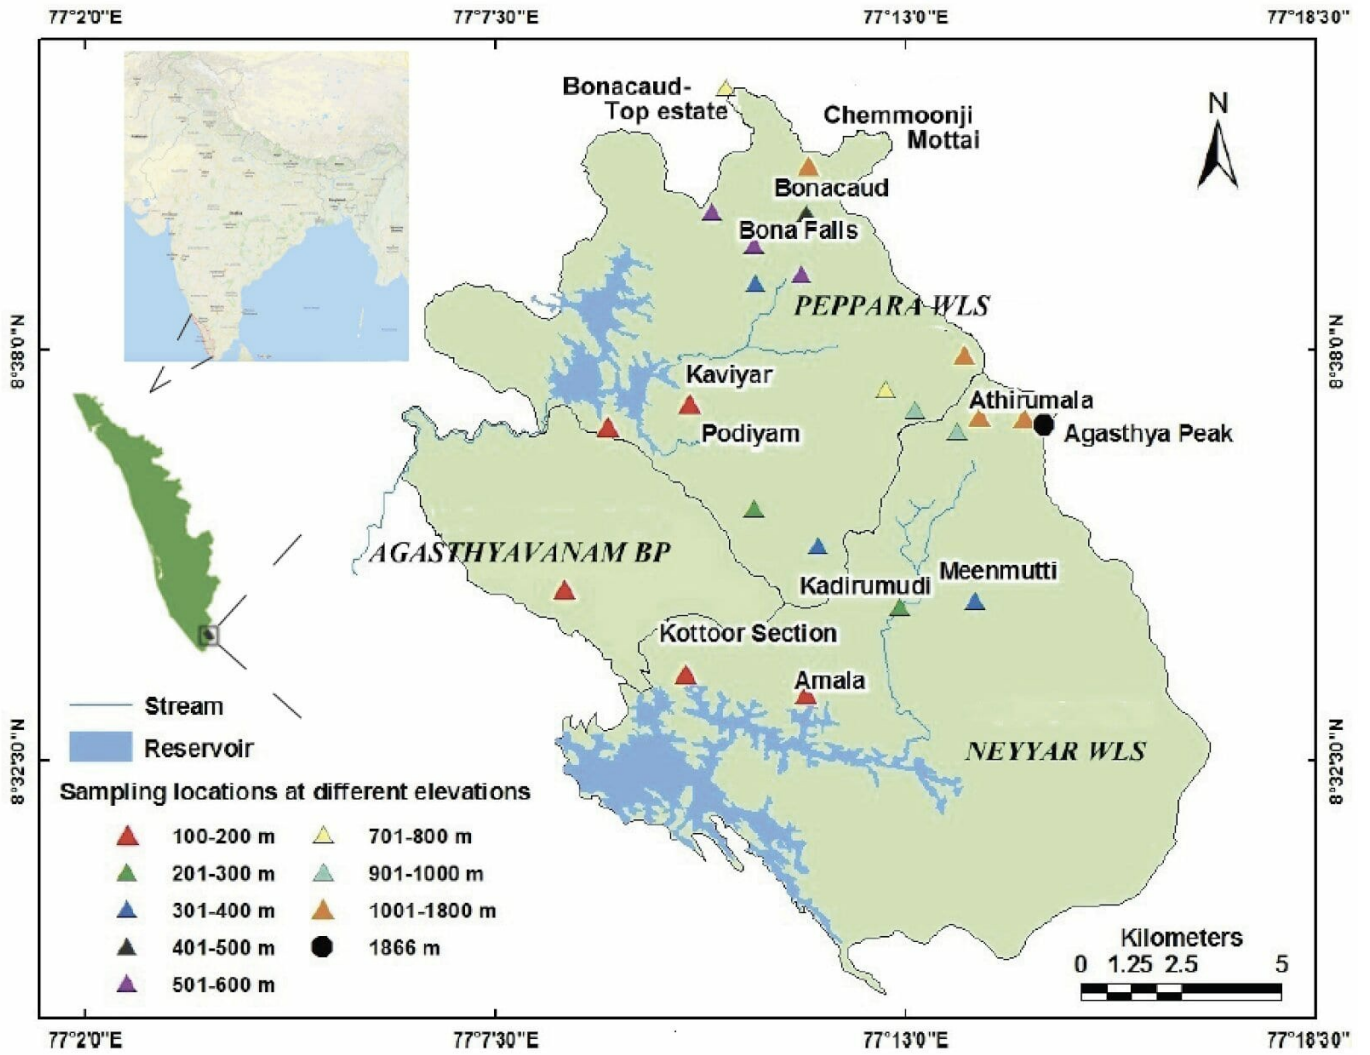 77°2'0"E
77°7'30"E
77°13'0"E
77°18'30"E
Bonacaud-
Top estate
Chemmoonji
Mottai
N
Bonacaud
Bona Falls
India
PEPPARA WLS
8°38'0"N
8°38'0"N
Kaviyar
Athirumala
Podiyam
Agasthya Peak
AGASTHYAVANAM BP
Meenmutti
Kadirumudi
Kottoor Section
Amala
Stream
Reservoir
NEYYAR WLS
8°32'30"N
8°32'30"N
Sampling locations at different elevations
100-200 m
701-800 m
201-300 m
901-1000 m
301-400 m
1001-1800 m
401-500 m
1866 m
501-600 m
Kilometers
0 1.25 2.5 5
77°2'0"E
77°7'30"E
77°13'0"E
77°18'30"E